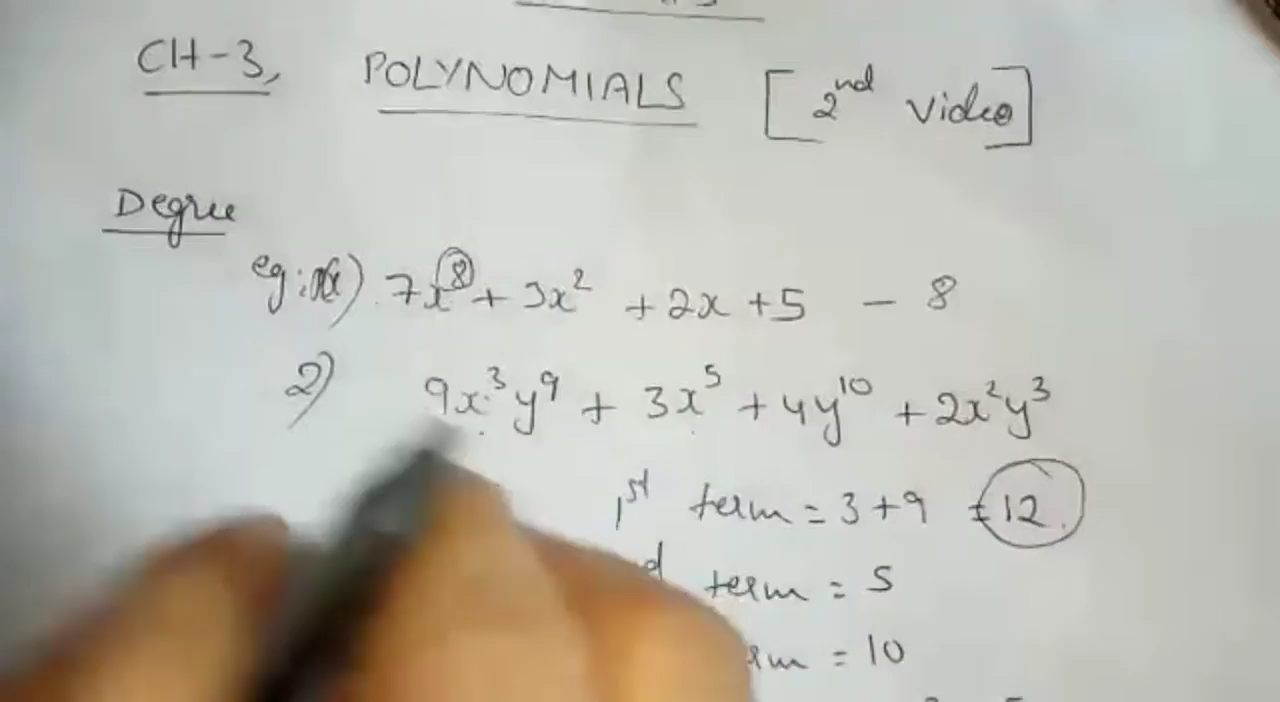 CH-3, POLYNOMIALS [2nd Video]
Degree
eg: 7x⁸ + 3x² + 2x + 5 - 8
2) 9x³y⁹ + 3x⁵ + 4y¹⁰ + 2x²y³
1st term = 3 + 9 = 12
term = 5
= 10